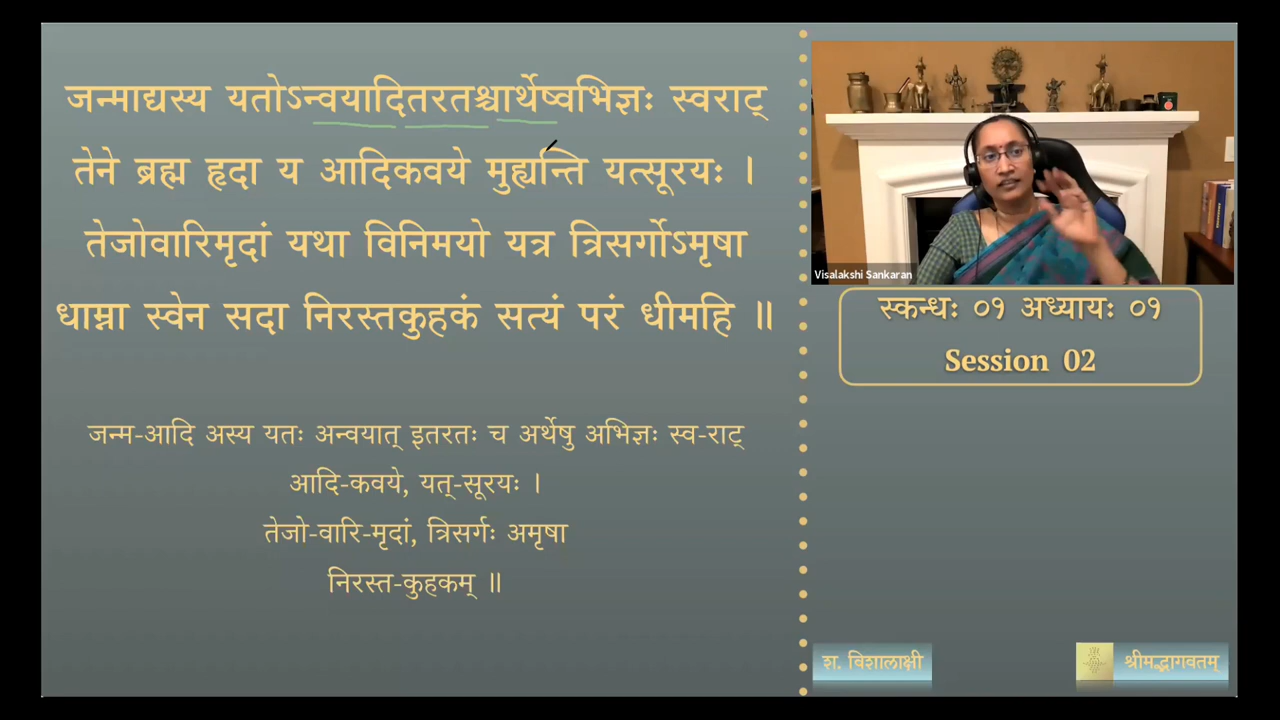 जन्माद्यस्य यतोऽन्वयादितरतश्चार्थेष्वभिज्ञः स्वराट्
तेने ब्रह्म हृदा य आदिकवये मुह्यन्ति यत्सूरयः ।
तेजोवारिमृदां यथा विनिमयो यत्र त्रिसर्गोऽमृषा
धाम्ना स्वेन सदा निरस्तकुहकं सत्यं परं धीमहि ॥
जन्म-आदि अस्य यतः अन्वयात् इतरतः च अर्थेषु अभिज्ञः स्व-राट्
आदि-कवये, यत्-सूरयः ।
तेजो-वारि-मृदां, त्रिसर्गः अमृषा
निरस्त-कुहकम् ॥
Visalakshi Sankaran
स्कन्धः ०१ अध्यायः ०१
Session 02
श. विशालाक्षी
श्रीमद्भागवतम्